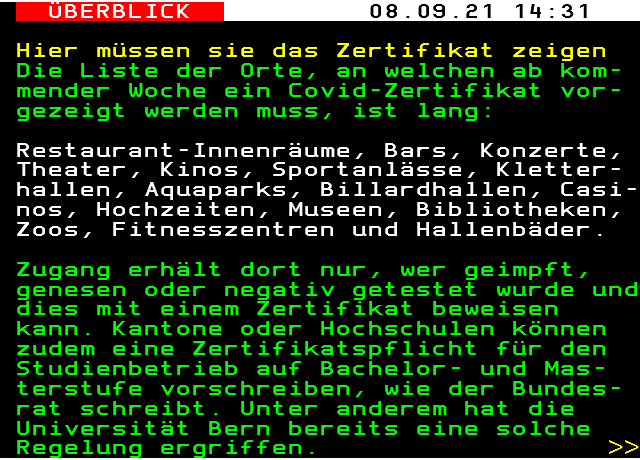 ÜBERBLICK 08.09.21 14:31
Hier müssen sie das Zertifikat zeigen
Die Liste der Orte, an welchen ab kom-
mender Woche ein Covid-Zertifikat vor-
gezeigt werden muss, ist lang:
Restaurant-Innenräume, Bars, Konzerte,
Theater, Kinos, Sportanlässe, Kletter-
hallen, Aquaparks, Billardhallen, Casi-
nos, Hochzeiten, Museen, Bibliotheken,
Zoos, Fitnesszentren und Hallenbäder.
Zugang erhält dort nur, wer geimpft,
genesen oder negativ getestet wurde und
dies mit einem Zertifikat beweisen
kann. Kantone oder Hochschulen können
zudem eine Zertifikatspflicht für den
Studienbetrieb auf Bachelor- und Mas-
terstufe vorschreiben, wie der Bundes-
rat schreibt. Unter anderem hat die
Universität Bern bereits eine solche
Regelung ergriffen. >>